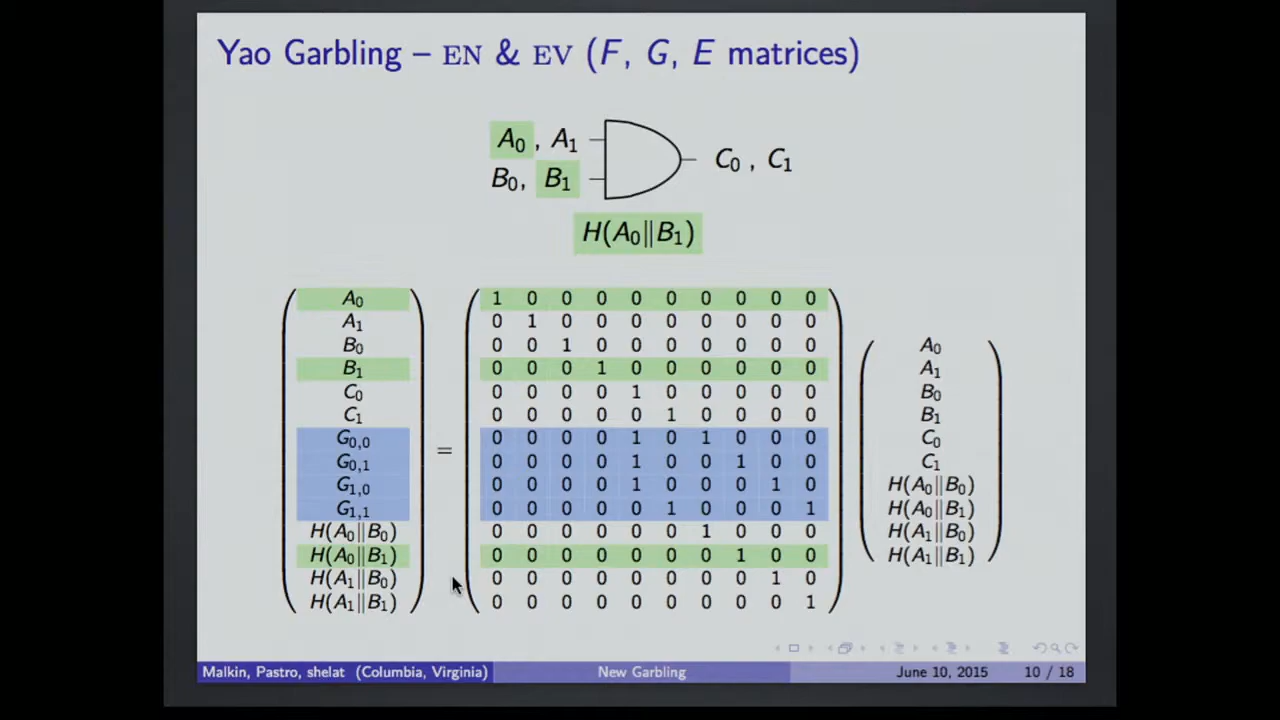 Yao Garbling – EN & EV (F, G, E matrices)
A₀ , A₁
B₀, B₁
C₀ , C₁
H(A₀‖B₁)
A₀ 1 0 0 0 0 0 0 0 0 0
A₁ 0 1 0 0 0 0 0 0 0 0
B₀ 0 0 1 0 0 0 0 0 0 0 A₀
B₁ 0 0 0 1 0 0 0 0 0 0 A₁
C₀ 0 0 0 0 1 0 0 0 0 0 B₀
C₁ 0 0 0 0 0 1 0 0 0 0 B₁
G₀,₀ 0 0 0 0 1 0 1 0 0 0 C₀
G₀,₁ = 0 0 0 0 1 0 0 1 0 0 C₁
G₁,₀ 0 0 0 0 1 0 0 0 1 0 H(A₀‖B₀)
G₁,₁ 0 0 0 0 0 1 0 0 0 1 H(A₀‖B₁)
H(A₀‖B₀) 0 0 0 0 0 0 1 0 0 0 H(A₁‖B₀)
H(A₀‖B₁) 0 0 0 0 0 0 0 1 0 0 H(A₁‖B₁)
H(A₁‖B₀) 0 0 0 0 0 0 0 0 1 0
H(A₁‖B₁) 0 0 0 0 0 0 0 0 0 1
Malkin, Pastro, shelat (Columbia, Virginia) New Garbling June 10, 2015 10 / 18